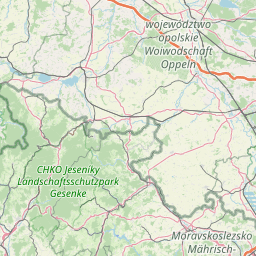 województwo
opolskie
Woiwodschaft
Oppeln
CHKO Jeseníky
Landschaftsschutzpark
Gesenke
Moravskoslezsko
Mährisch-